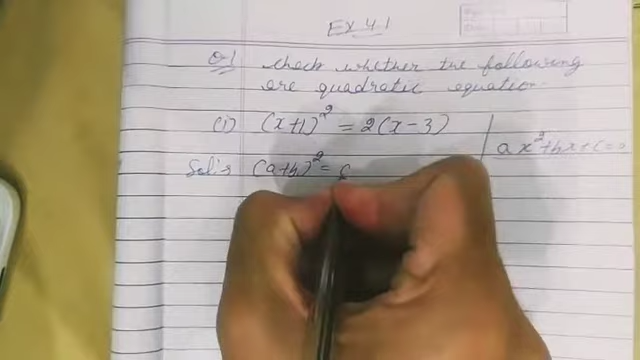 Ex 4.1
Q.1 Check whether the following
are quadratic equation.
(i) (x+1)² = 2(x-3)
ax²+bx+c=0
Sol:- (a+b)² =